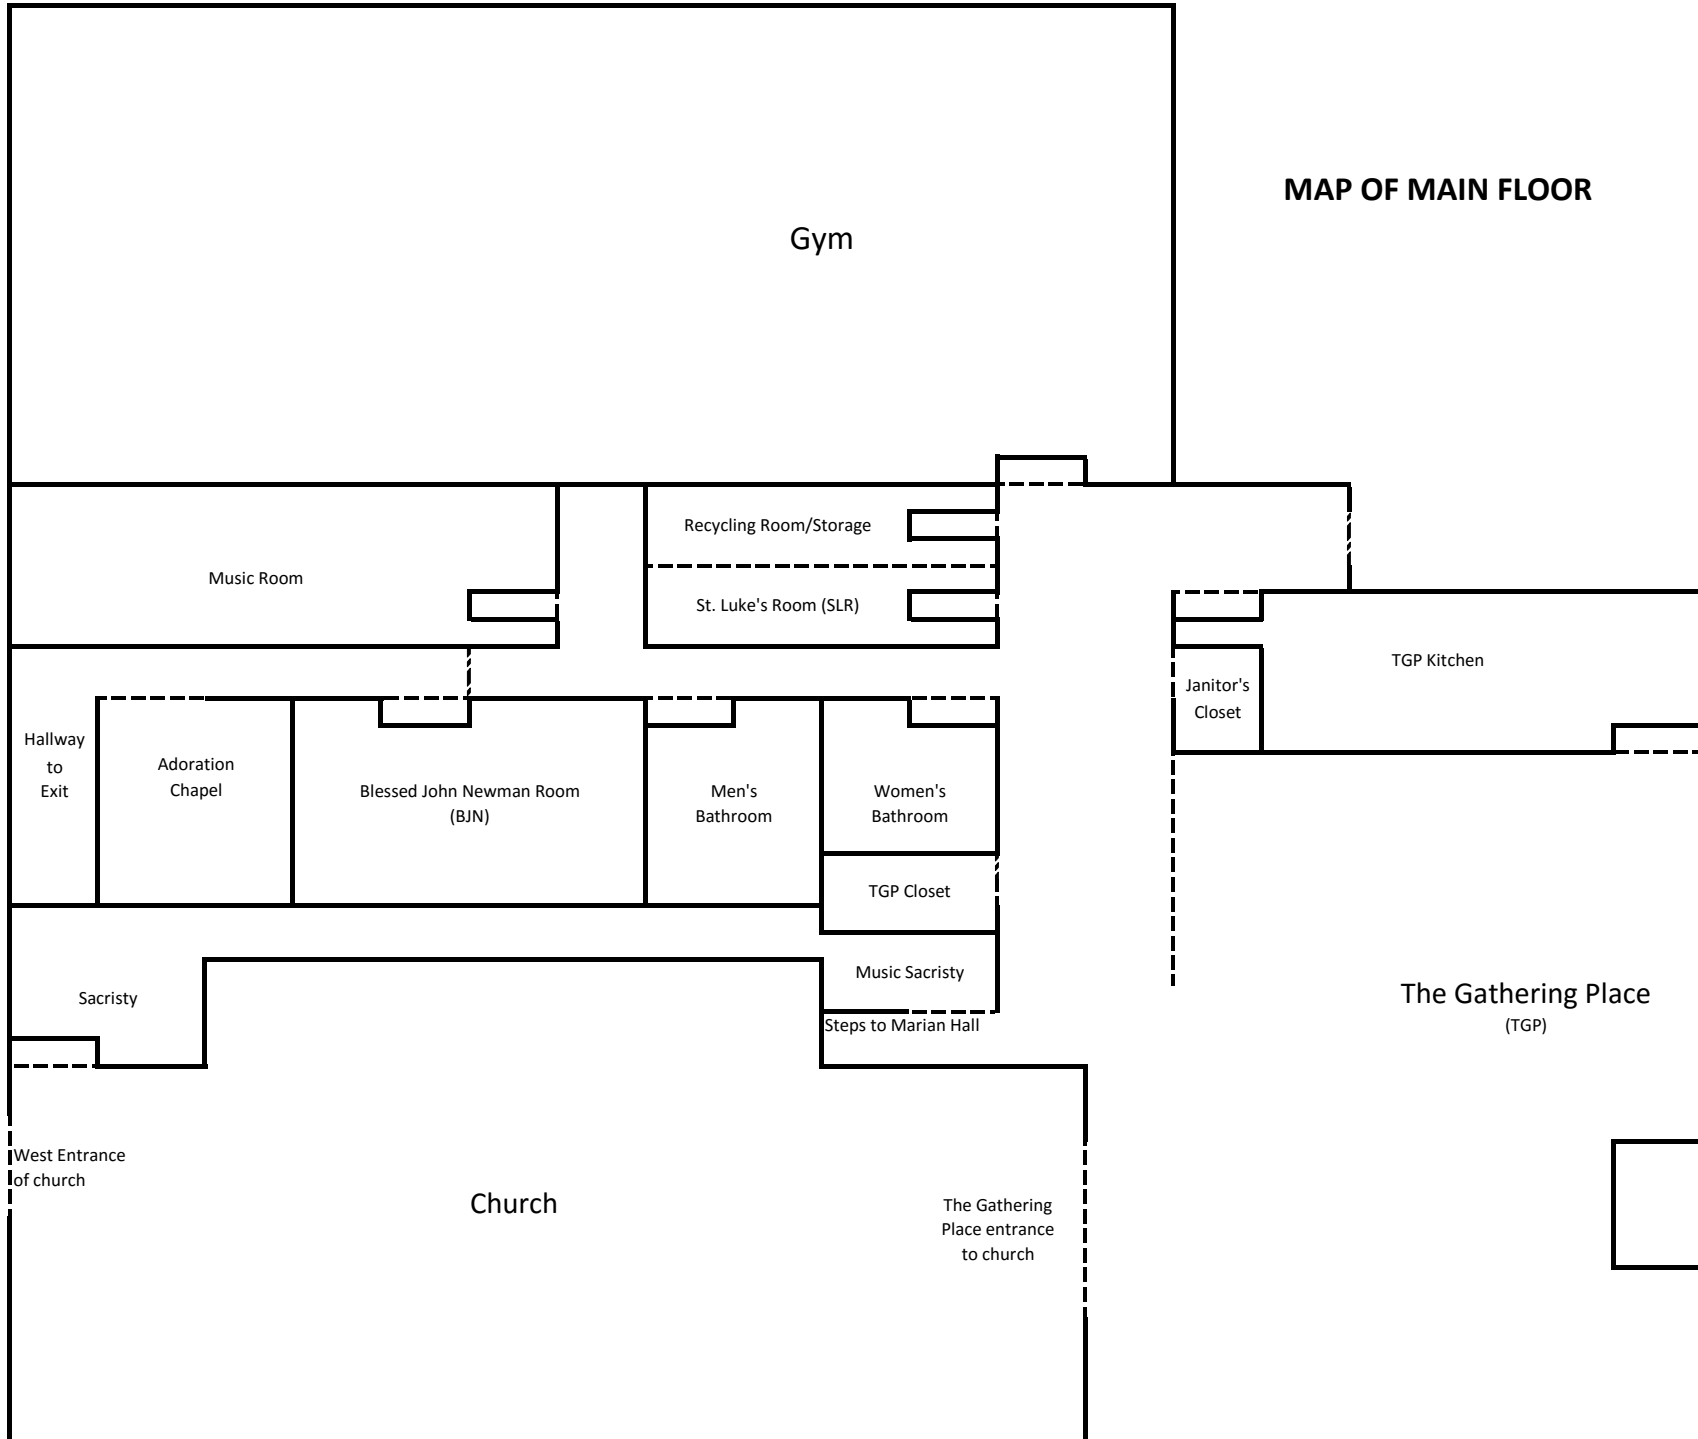 MAP OF MAIN FLOOR
Gym
Recycling Room/Storage
Music Room
St. Luke's Room (SLR)
TGP Kitchen
Janitor's
Closet
Hallway
to
Exit
Adoration
Chapel
Blessed John Newman Room
(BJN)
Men's
Bathroom
Women's
Bathroom
TGP Closet
Music Sacristy
Sacristy
Steps to Marian Hall
The Gathering Place
(TGP)
West Entrance
of church
Church
The Gathering
Place entrance
to church